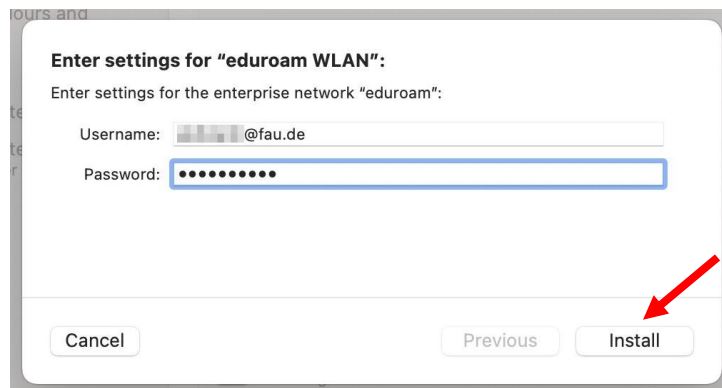 ours and
Enter settings for “eduroam WLAN”:
Enter settings for the enterprise network “eduroam”:
Username: @fau.de
Password: ••••••••••
Cancel
Previous
Install